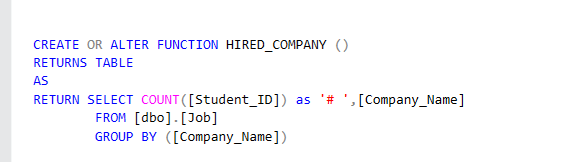 CREATE OR ALTER FUNCTION HIRED_COMPANY ()
RETURNS TABLE
AS
RETURN SELECT COUNT([Student_ID]) as '# ',[Company_Name]
FROM [dbo].[Job]
GROUP BY ([Company_Name])